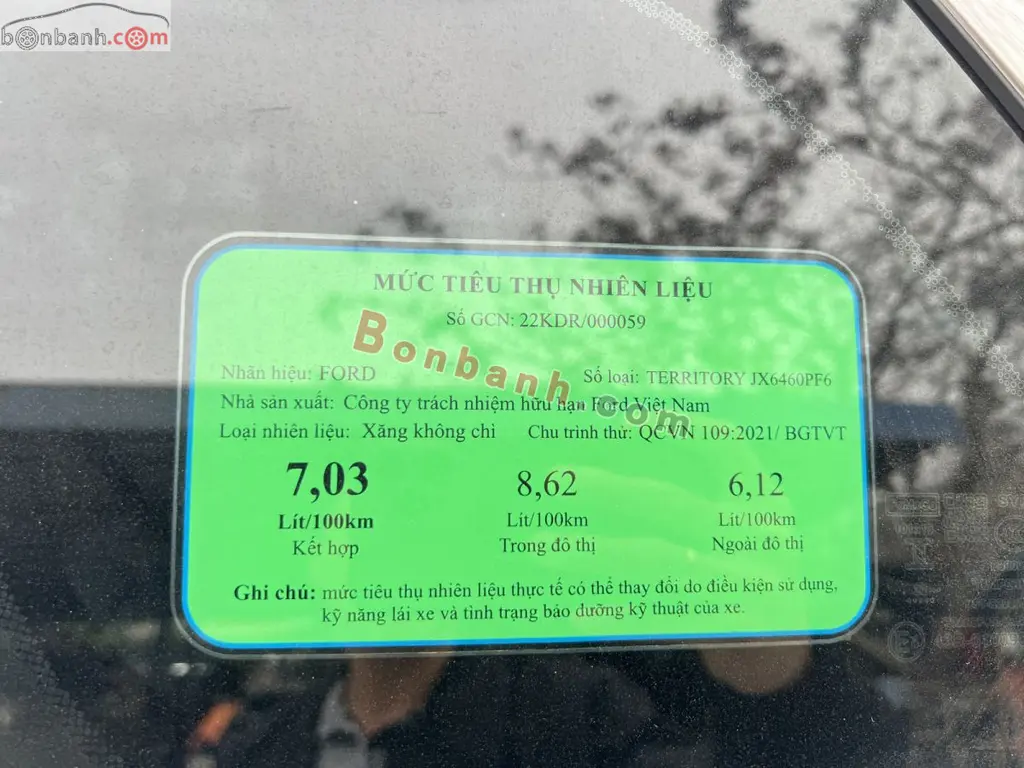 bonbanh.com
MỨC TIÊU THỤ NHIÊN LIỆU
Số GCN: 22KDR/000059
Bonbanh.com
Nhãn hiệu: FORD Số loại: TERRITORY JX6460PF6
Nhà sản xuất: Công ty trách nhiệm hữu hạn Ford Việt Nam
Loại nhiên liệu: Xăng không chì Chu trình thử: QCVN 109:2021/ BGTVT
7,03 8,62 6,12
Lít/100km Lít/100km Lít/100km
Kết hợp Trong đô thị Ngoài đô thị
Ghi chú: mức tiêu thụ nhiên liệu thực tế có thể thay đổi do điều kiện sử dụng,
kỹ năng lái xe và tình trạng bảo dưỡng kỹ thuật của xe.